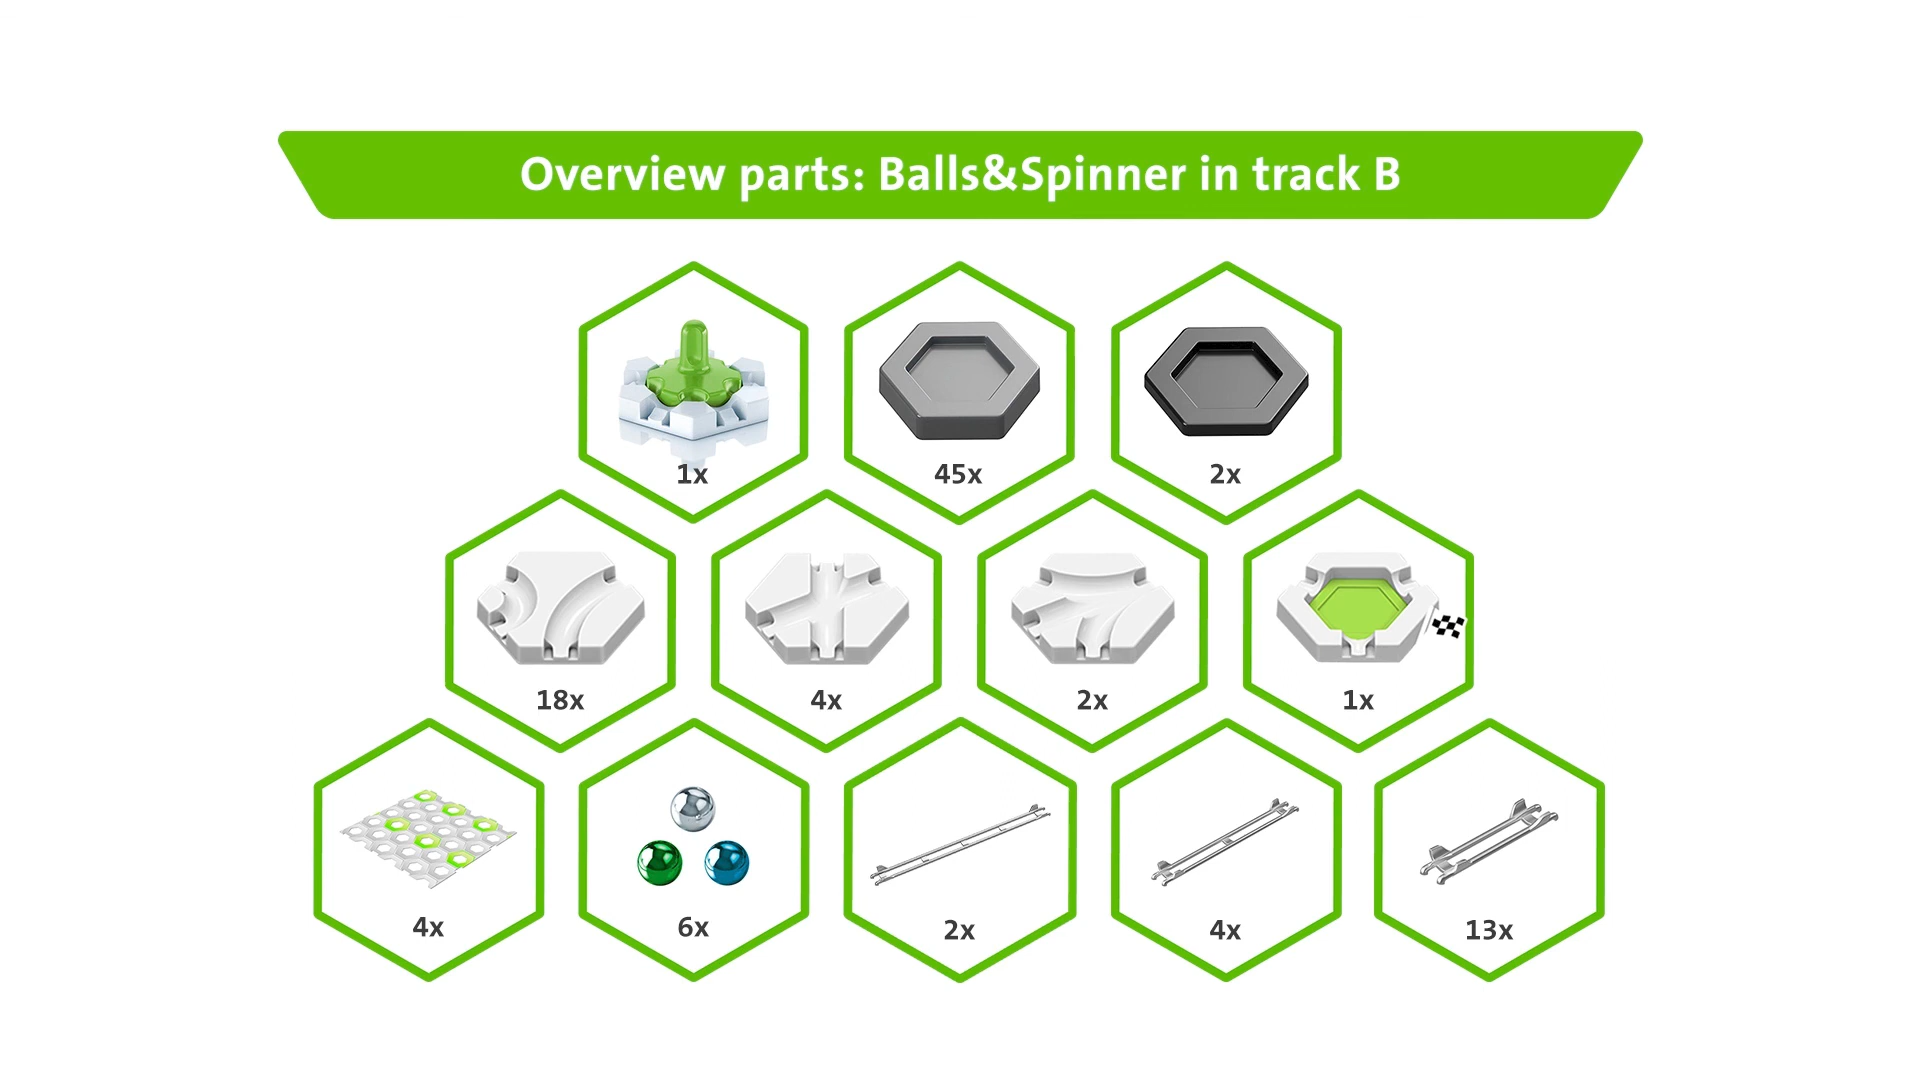 Overview parts: Balls&Spinner in track B
1x
45x
2x
18x
4x
2x
1x
4x
6x
2x
4x
13x